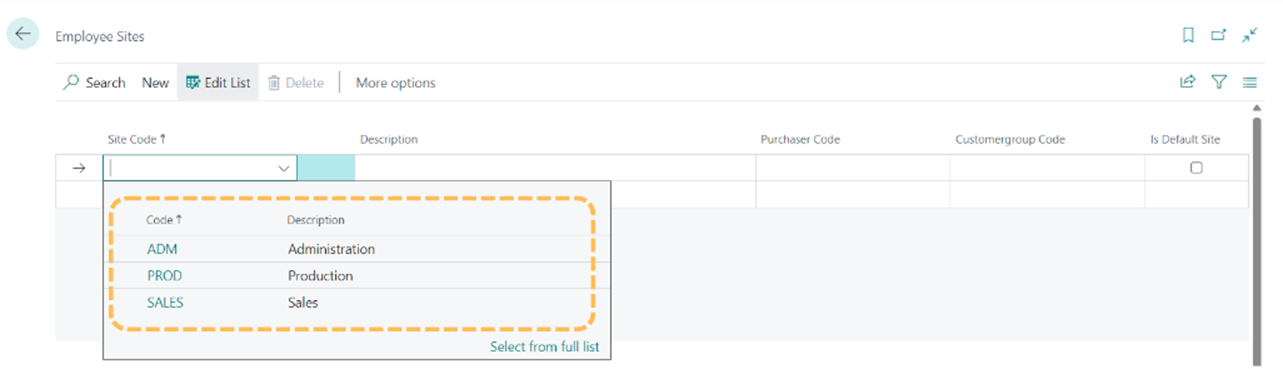 Employee Sites
Search New Edit List Delete More options
Site Code ↑ Description Purchaser Code Customergroup Code Is Default Site
Code ↑ Description
ADM Administration
PROD Production
SALES Sales
Select from full list